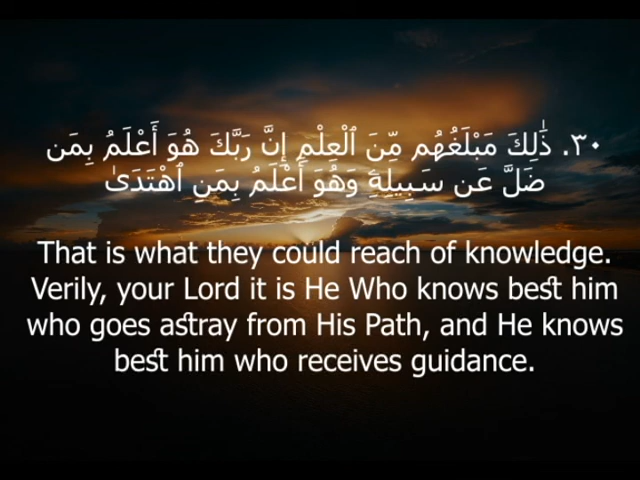 ٣٠. ذَٰلِكَ مَبْلَغُهُم مِّنَ ٱلْعِلْمِ إِنَّ رَبَّكَ هُوَ أَعْلَمُ بِمَن
ضَلَّ عَن سَبِيلِهِۦ وَهُوَ أَعْلَمُ بِمَنِ ٱهْتَدَىٰ
That is what they could reach of knowledge.
Verily, your Lord it is He Who knows best him
who goes astray from His Path, and He knows
best him who receives guidance.